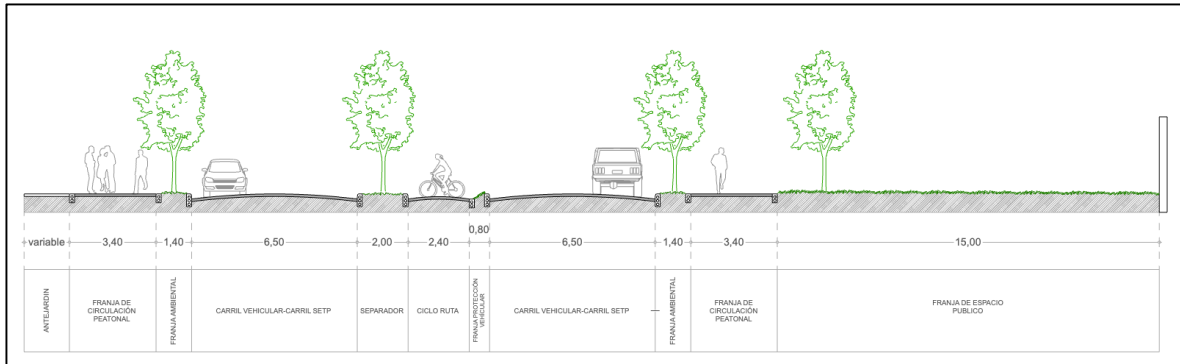 0,80
variable 3,40 1,40 6,50 2,00 2,40 6,50 1,40 3,40 15,00
ANTEJARDIN
FRANJA DE
CIRCULACIÓN
PEATONAL
FRANJA AMBIENTAL
CARRIL VEHICULAR-CARRIL SETP
SEPARADOR
CICLO RUTA
FRANJA PROTECCIÓN
VEHICULAR
CARRIL VEHICULAR-CARRIL SETP
FRANJA AMBIENTAL
FRANJA DE
CIRCULACIÓN
PEATONAL
FRANJA DE ESPACIO
PUBLICO